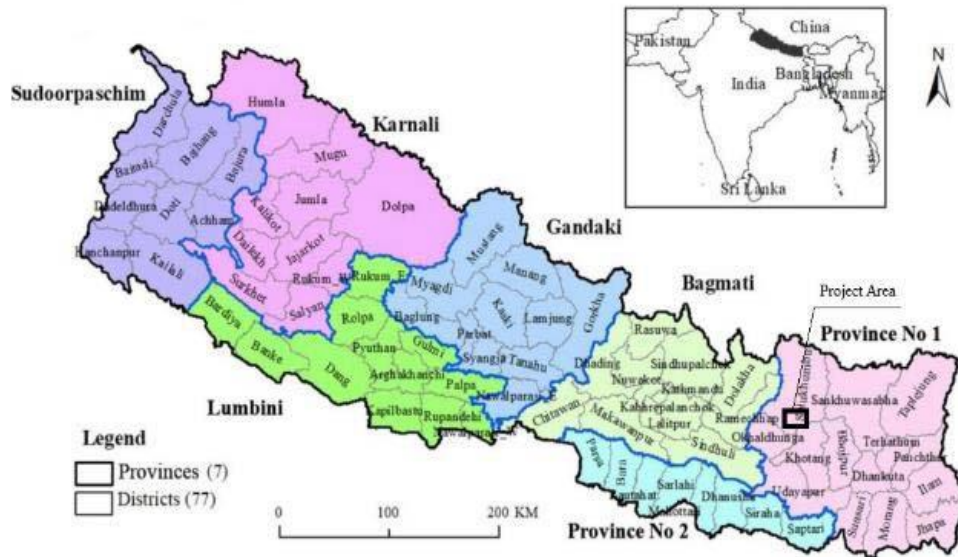 China
Pakistan
India
Bangladesh
Myanmar
Sri Lanka
N
Sudoorpaschim
Darchula
Baitadi
Bajhang
Bajura
Dadeldhura
Doti
Achham
Kanchanpur
Kailali
Karnali
Humla
Mugu
Jumla
Dolpa
Kalikot
Dailekh
Jajarkot
Rukum_W
Surkhet
Salyan
Gandaki
Mustang
Manang
Myagdi
Kaski
Lamjung
Gorkha
Baglung
Parbat
Syangja
Tanahu
Nawalparasi_E
Lumbini
Rukum_E
Rolpa
Pyuthan
Gulmi
Bardiya
Banke
Dang
Arghakhanchi
Palpa
Kapilbastu
Rupandehi
Bagmati
Rasuwa
Dhading
Nuwakot
Sindhupalchok
Kathmandu
Dolakha
Kabhrepalanchok
Lalitpur
Ramechhap
Chitawan
Makawanpur
Sindhuli
Project Area
Province No 1
Sankhuwasabha
Taplejung
Okhaldhunga
Khotang
Bhojpur
Terhathum
Panchthar
Dhankuta
Ilam
Udayapur
Sunsari
Morang
Jhapa
Province No 2
Parsa
Bara
Sarlahi
Dhanusha
Siraha
Saptari
Legend
Provinces (7)
Districts (77)
0 100 200 KM